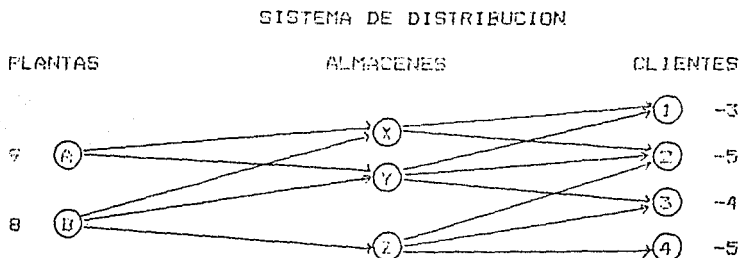 SISTEMA DE DISTRIBUCION
PLANTAS ALMACENES CLIENTES
1 -3
X
9 A 2 -5
Y
3 -4
8 B
Z 4 -5